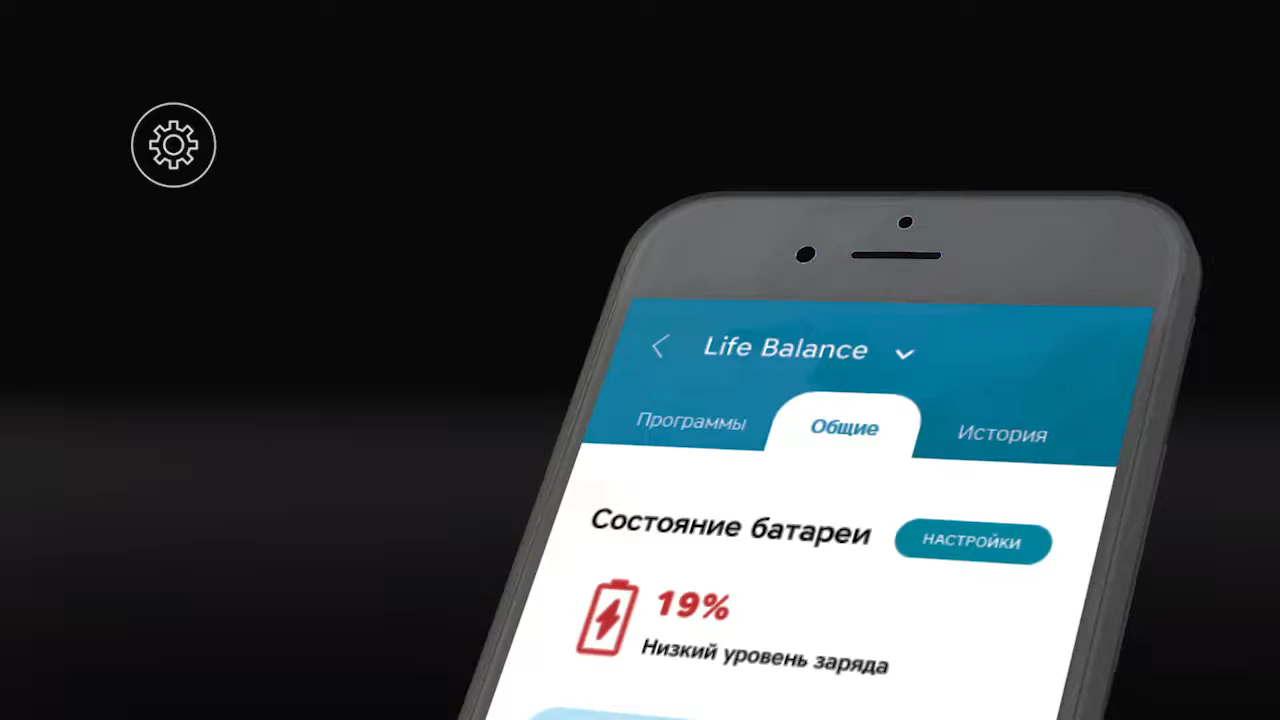 Life Balance
Программы
Общие
История
Состояние батареи
НАСТРОЙКИ
19%
Низкий уровень заряда